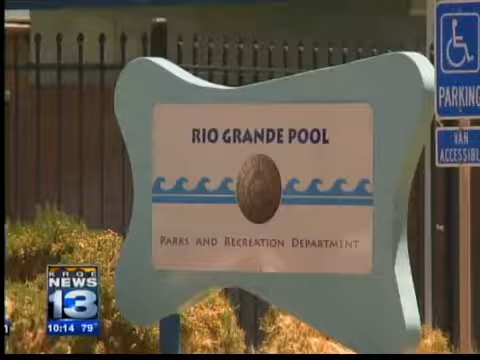 RIO GRANDE POOL
PARKS AND RECREATION DEPARTMENT
PARKING
VAN
ACCESSIBL
KRQE
NEWS
13
10:14 79°